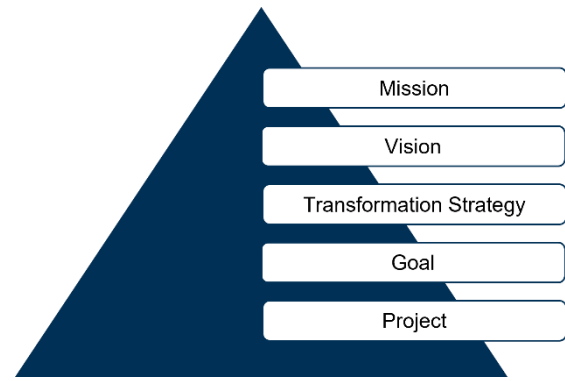 Mission
Vision
Transformation Strategy
Goal
Project